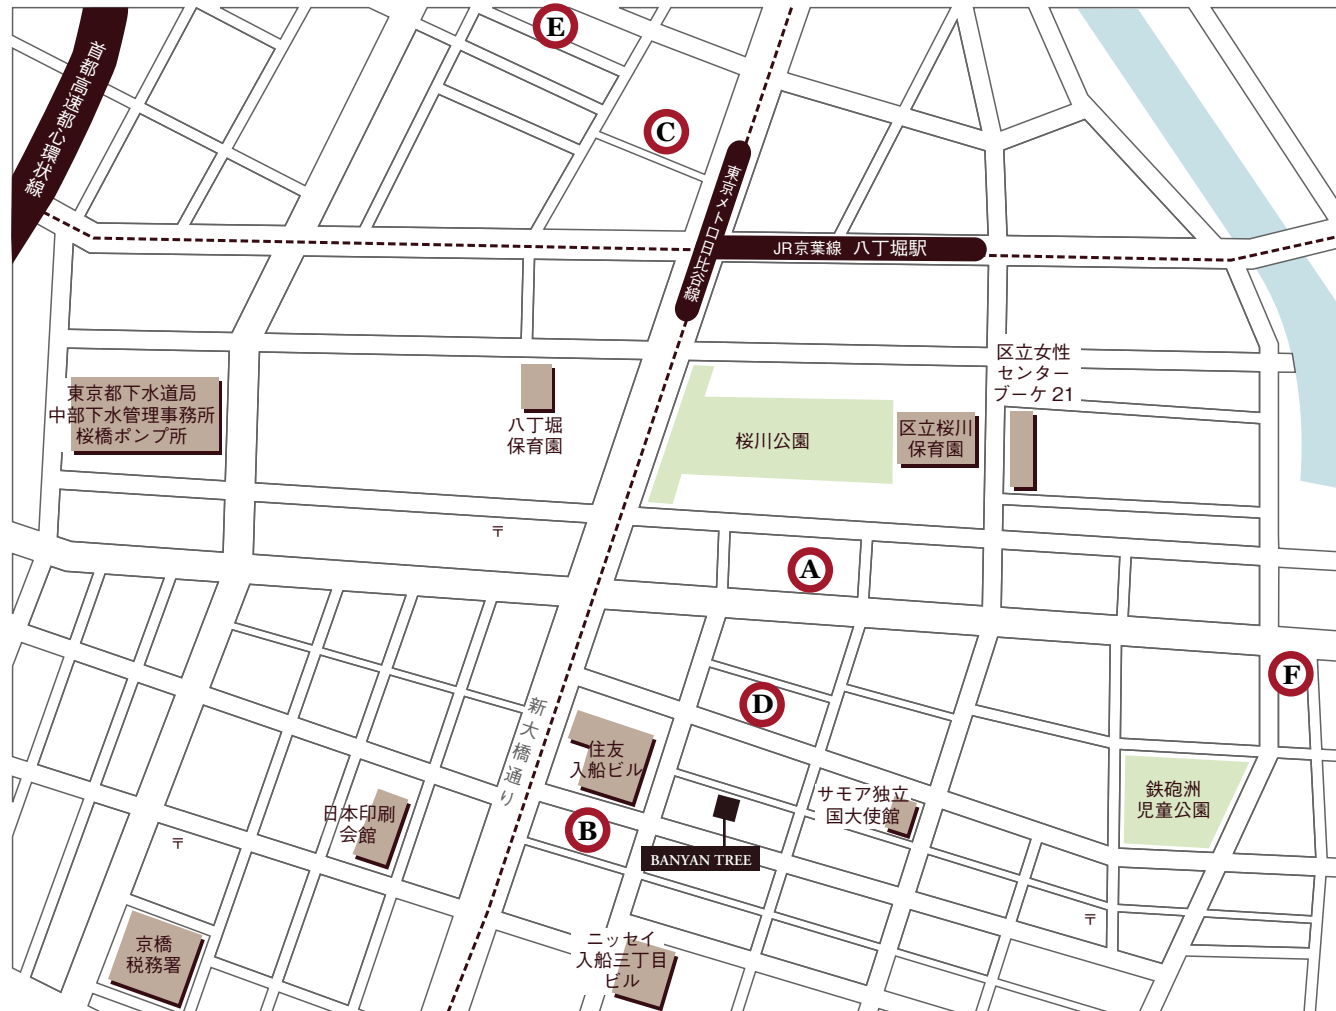 E
首都高速都心環状線
C
東京メトロ日比谷線
JR京葉線 八丁堀駅
区立女性
センター
ブーケ 21
東京都下水道局
中部下水管理事務所
桜橋ポンプ所
八丁堀
保育園
桜川公園
区立桜川
保育園
〒
A
F
D
新大橋通り
住友
入船ビル
サモア独立
国大使館
鉄砲洲
児童公園
日本印刷
会館
B
〒
BANYAN TREE
〒
京橋
税務署
ニッセイ
入船三丁目
ビル